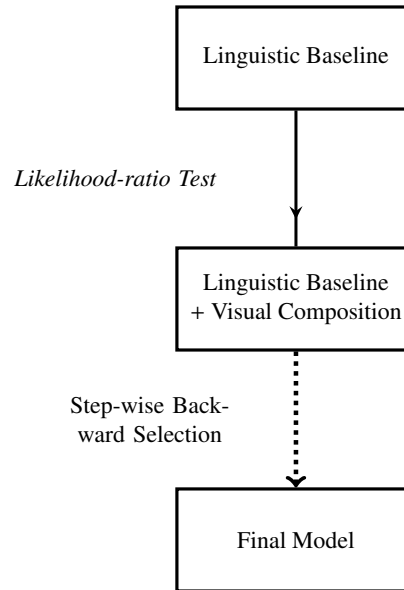 Linguistic Baseline
Likelihood-ratio Test
Linguistic Baseline
+ Visual Composition
Step-wise Back-
ward Selection
Final Model